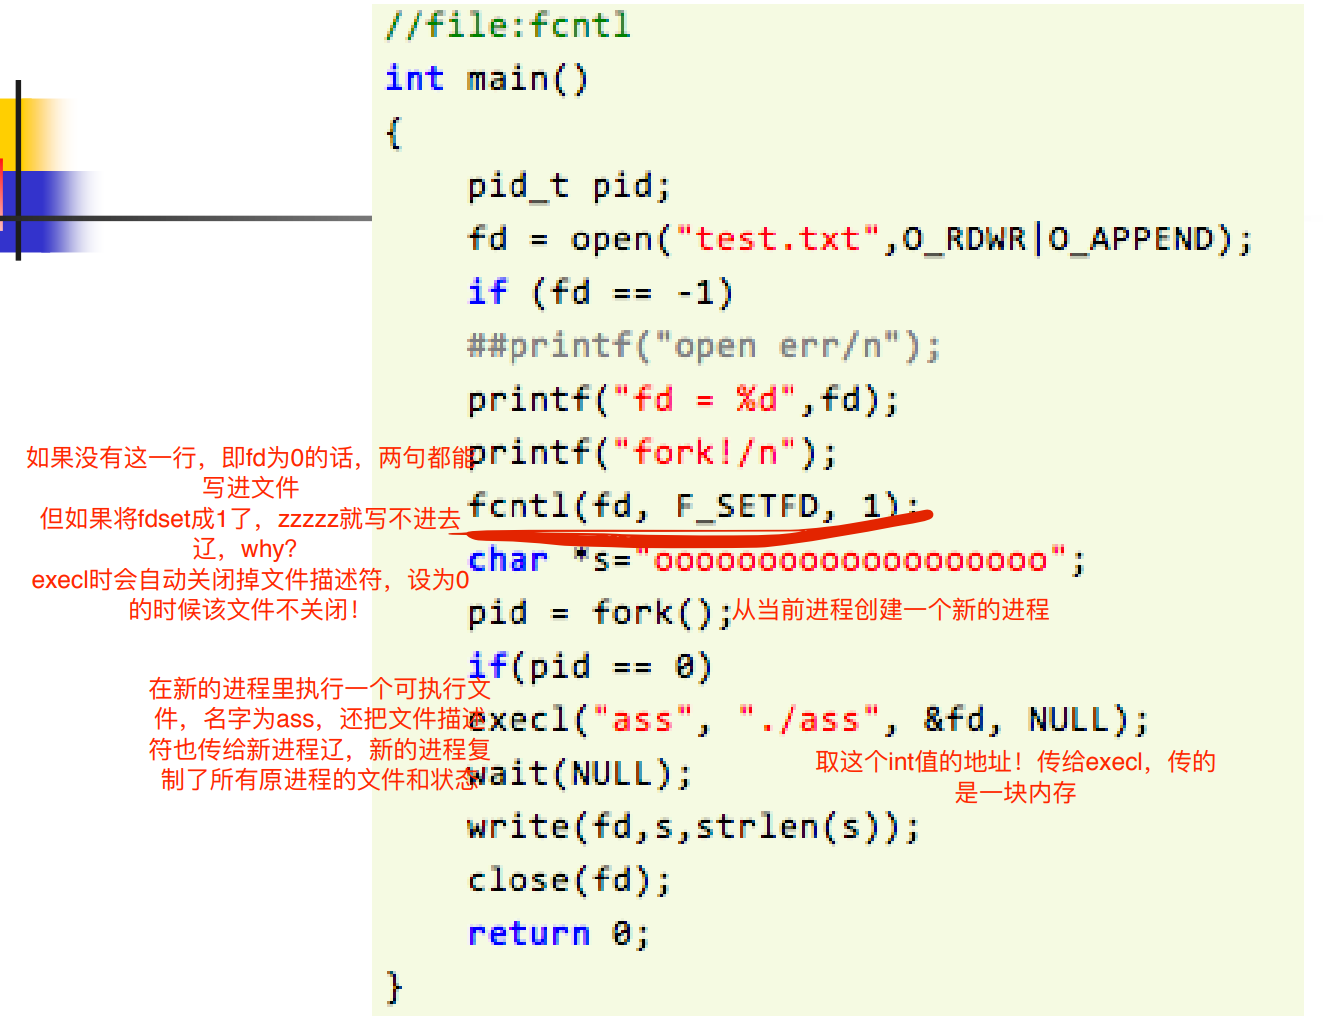 //file:fcntl
int main()
{
pid_t pid;
fd = open("test.txt",O_RDWR|O_APPEND);
if (fd == -1)
##printf("open err/n");
printf("fd = %d",fd);
printf("fork!/n");
fcntl(fd, F_SETFD, 1);
char *s="ooooooooooooooooooo";
pid = fork();从当前进程创建一个新的进程
if(pid == 0)
execl("ass", "./ass", &fd, NULL);
wait(NULL);
write(fd,s,strlen(s));
close(fd);
return 0;
}
如果没有这一行，即fd为0的话，两句都能
写进文件
但如果将fdset成1了，zzzzz就写不进去
辽，why?
execl时会自动关闭掉文件描述符，设为0
的时候该文件不关闭！
在新的进程里执行一个可执行文
件，名字为ass，还把文件描述
符也传给新进程辽，新的进程复
制了所有原进程的文件和状态
取这个int值的地址！传给execl，传的
是一块内存